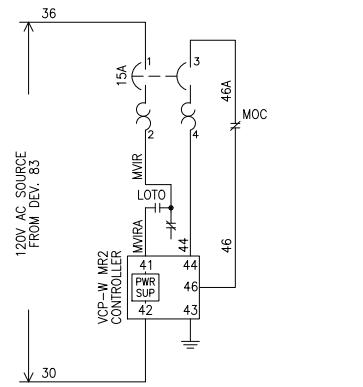 36
1
3
15A
46A
MOC
2
4
MVIR
120V AC SOURCE
FROM DEV. 83
LOTO
MVIRA
44
46
VCP-W MR2
CONTROLLER
41
44
PWR
SUP
46
42
43
30